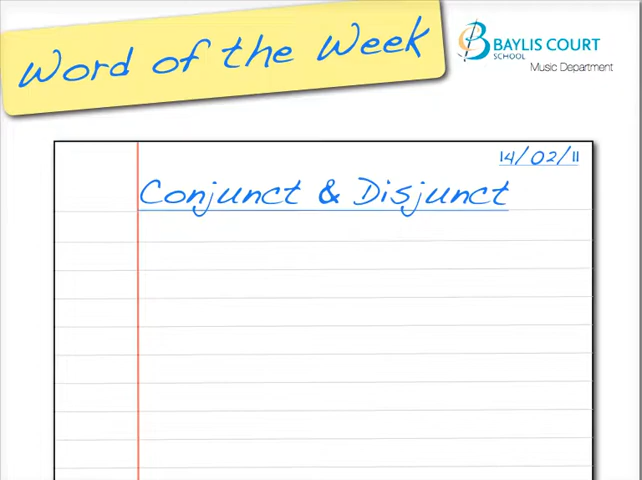 Word of the Week
BAYLIS COURT
SCHOOL
Music Department
14/02/11
Conjunct & Disjunct